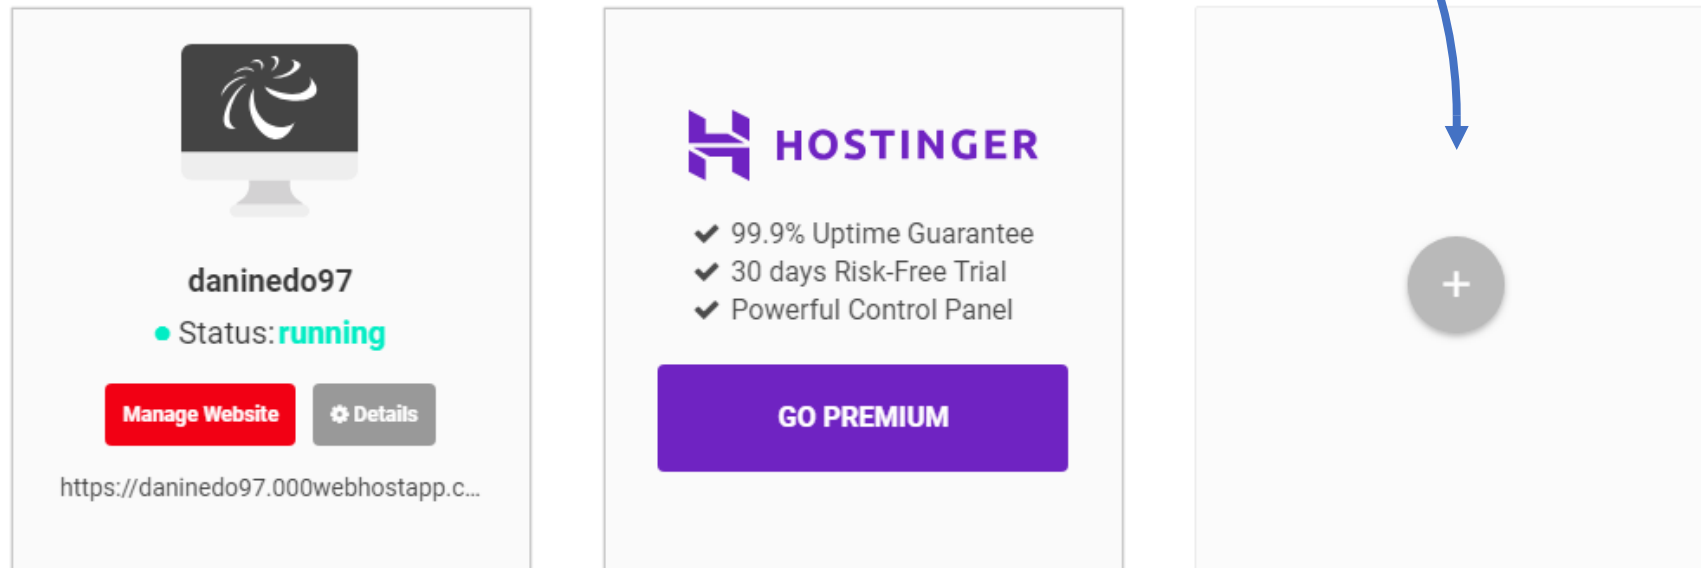 daninedo97
Status: running
Manage Website
Details
https://daninedo97.000webhostapp.c...
HOSTINGER
99.9% Uptime Guarantee
30 days Risk-Free Trial
Powerful Control Panel
GO PREMIUM
+